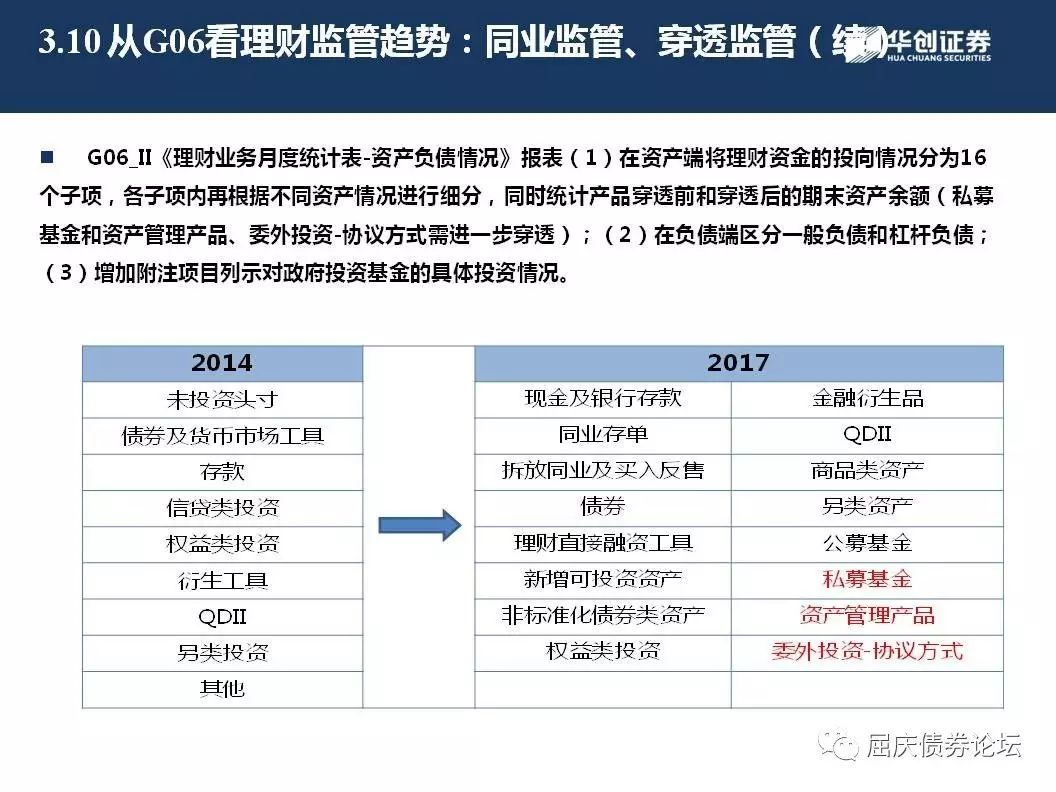 3.10 从G06看理财监管趋势：同业监管、穿透监管（续）
华创证券
HUA CHUANG SECURITIES
G06_II《理财业务月度统计表-资产负债情况》报表（1）在资产端将理财资金的投向情况分为16
个子项，各子项内再根据不同资产情况进行细分，同时统计产品穿透前和穿透后的期末资产余额（私募
基金和资产管理产品、委外投资-协议方式需进一步穿透）；（2）在负债端区分一般负债和杠杆负债；
（3）增加附注项目列示对政府投资基金的具体投资情况。
2014
未投资头寸
债券及货币市场工具
存款
信贷类投资
权益类投资
衍生工具
QDII
另类投资
其他
2017
现金及银行存款 金融衍生品
同业存单 QDII
拆放同业及买入反售 商品类资产
债券 另类资产
理财直接融资工具 公募基金
新增可投资资产 私募基金
非标准化债券类资产 资产管理产品
权益类投资 委外投资-协议方式
屈庆债券论坛